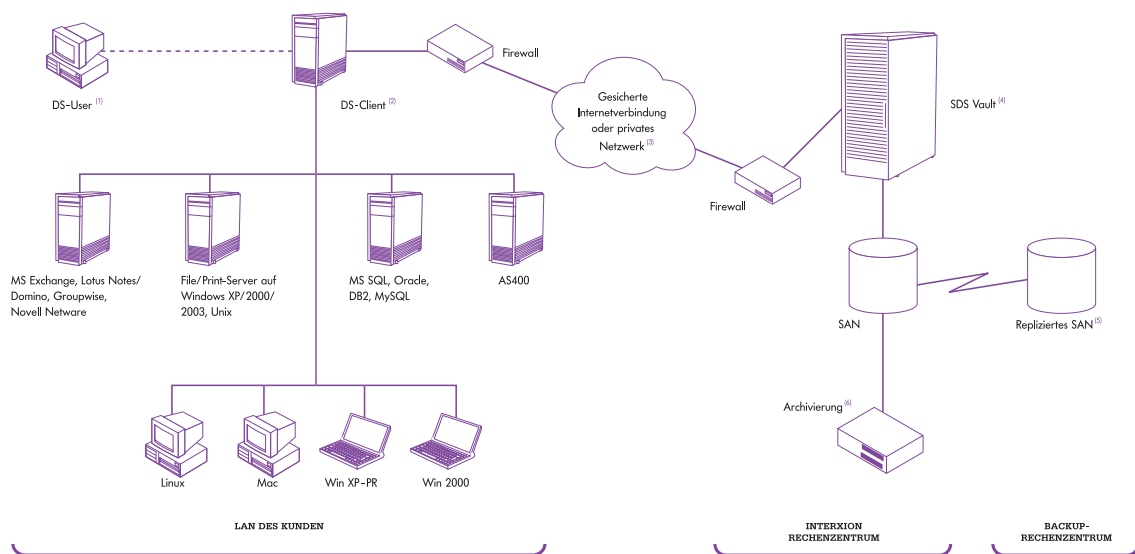 DS-User (1)
DS-Client (2)
Firewall
Gesicherte
Internetverbindung
oder privates
Netzwerk (3)
Firewall
SDS Vault (4)
MS Exchange, Lotus Notes/
Domino, Groupwise,
Novell Netware
File/Print-Server auf
Windows XP/2000/
2003, Unix
MS SQL, Oracle,
DB2, MySQL
AS400
SAN
Repliziertes SAN (5)
Archivierung (6)
Linux
Mac
Win XP-PR
Win 2000
LAN DES KUNDEN
INTERXION
RECHENZENTRUM
BACKUP-
RECHENZENTRUM